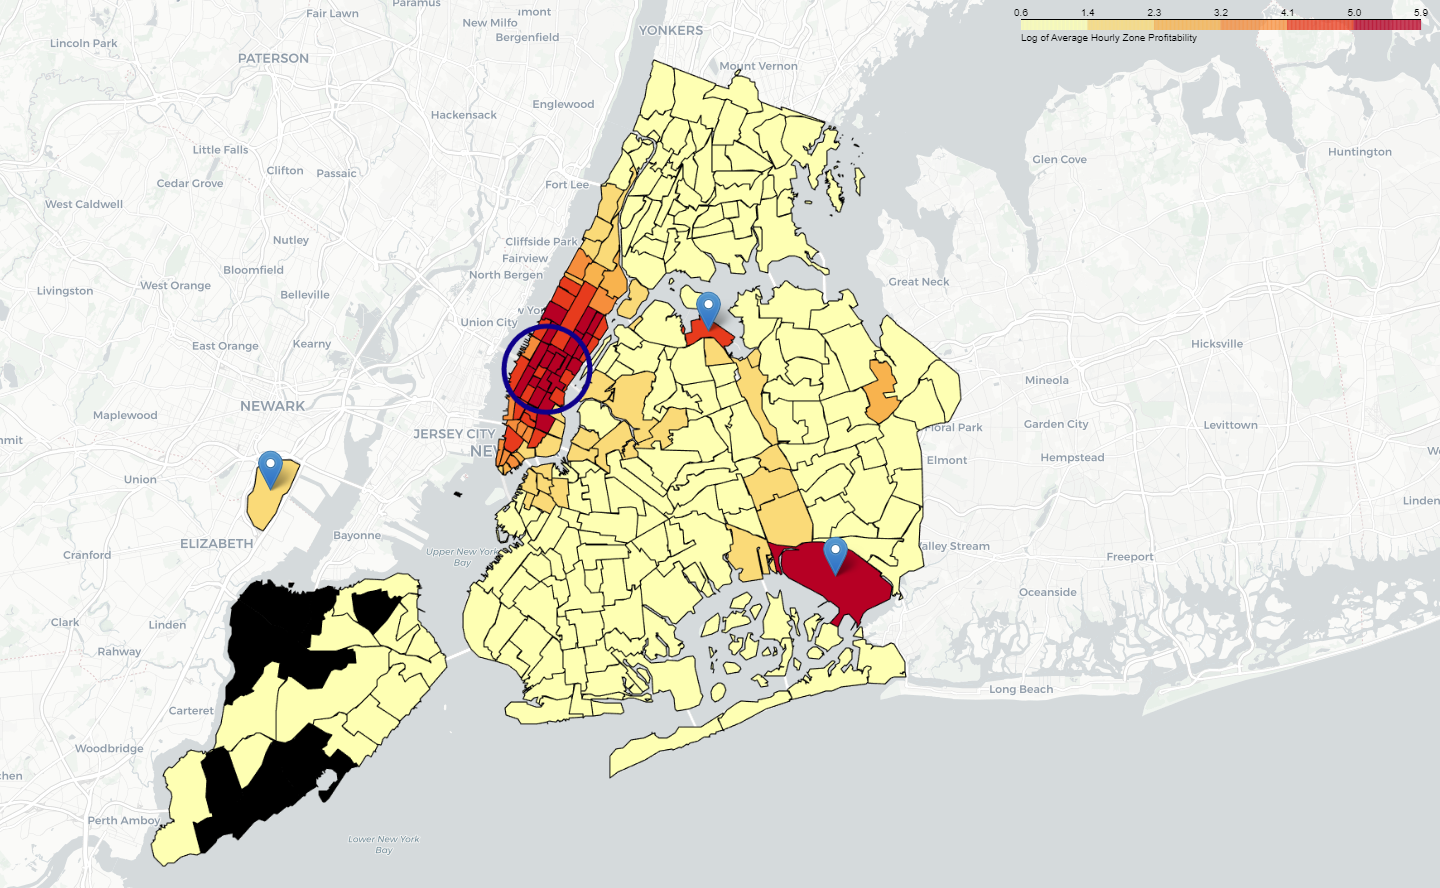 Paramus
Fair Lawn
lmont
New Milfo
Bergenfield
YONKERS
0.6 1.4 2.3 3.2 4.1 5.0 5.9
Log of Average Hourly Zone Profitability
Lincoln Park
PATERSON
Mount Vernon
Englewood
Hackensack
Little Falls
Glen Cove
Huntington
Clifton
Passaic
Cedar Grove
Fort Lee
West Caldwell
Nutley
Cliffside Park
Fairview
Bloomfield
North Bergen
Great Neck
Livingston
West Orange
Belleville
w Yo
Union City
East Orange
Kearny
Hicksville
Mineola
NEWARK
Maplewood
JERSEY CITY
Floral Park
Garden City
Levittown
mmit
NEW
Elmont
Hempstead
W
Union
Linden
Bayonne
ELIZABETH
Upper New York
Bay
Valley Stream
Cranford
Freeport
Oceanside
Clark
Linden
Rahway
Long Beach
Carteret
Woodbridge
chen
Perth Amboy
Lower New York
Bay